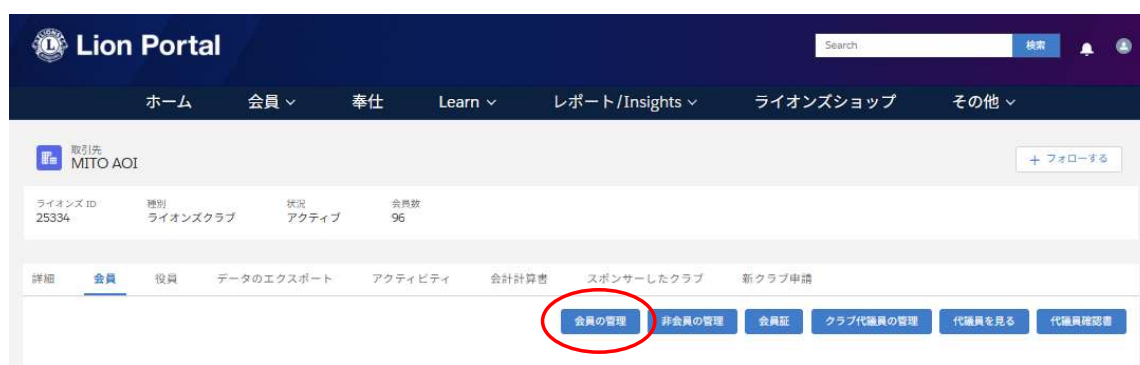 Lion Portal
Search
検索
ホーム 会員 奉仕 Learn レポート/Insights ライオンズショップ その他
取引先
MITO AOI
+ フォローする
ライオンズ ID 種別 状況 会員数
25334 ライオンズクラブ アクティブ 96
詳細 会員 役員 データのエクスポート アクティビティ 会計計算書 スポンサーしたクラブ 新クラブ申請
会員の管理 非会員の管理 会員証 クラブ代議員の管理 代議員を見る 代議員確認書